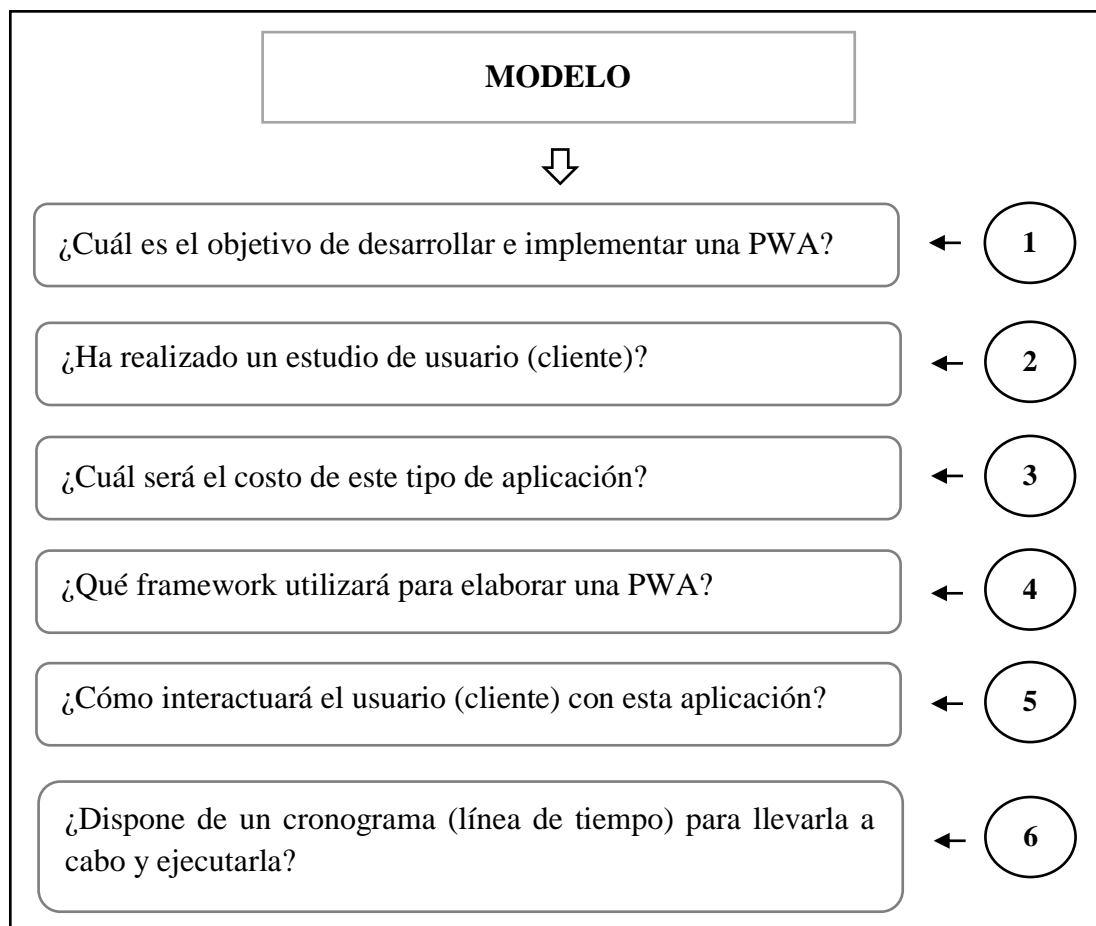 MODELO
¿Cuál es el objetivo de desarrollar e implementar una PWA?
1
¿Ha realizado un estudio de usuario (cliente)?
2
¿Cuál será el costo de este tipo de aplicación?
3
¿Qué framework utilizará para elaborar una PWA?
4
¿Cómo interactuará el usuario (cliente) con esta aplicación?
5
¿Dispone de un cronograma (línea de tiempo) para llevarla a
cabo y ejecutarla?
6